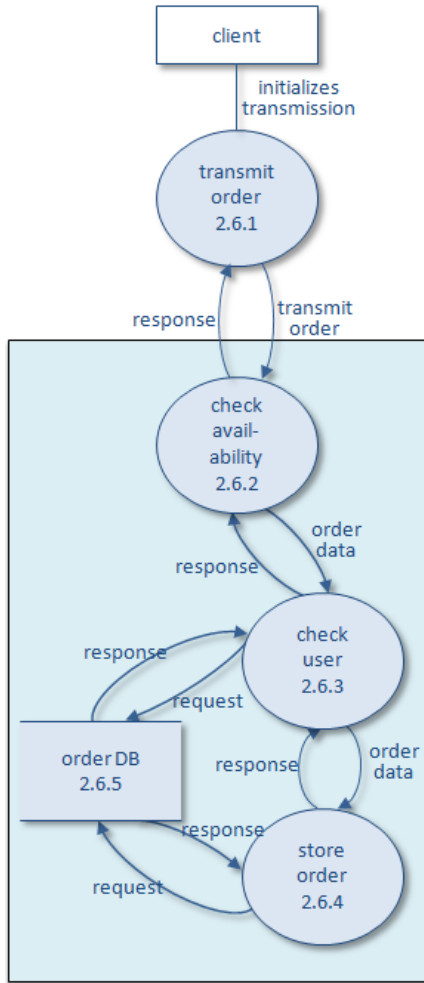 client
initializes
transmission
transmit
order
2.6.1
response
transmit
order
check
avail-
ability
2.6.2
order
data
response
check
user
2.6.3
response
request
order DB
2.6.5
response
order
data
response
request
store
order
2.6.4